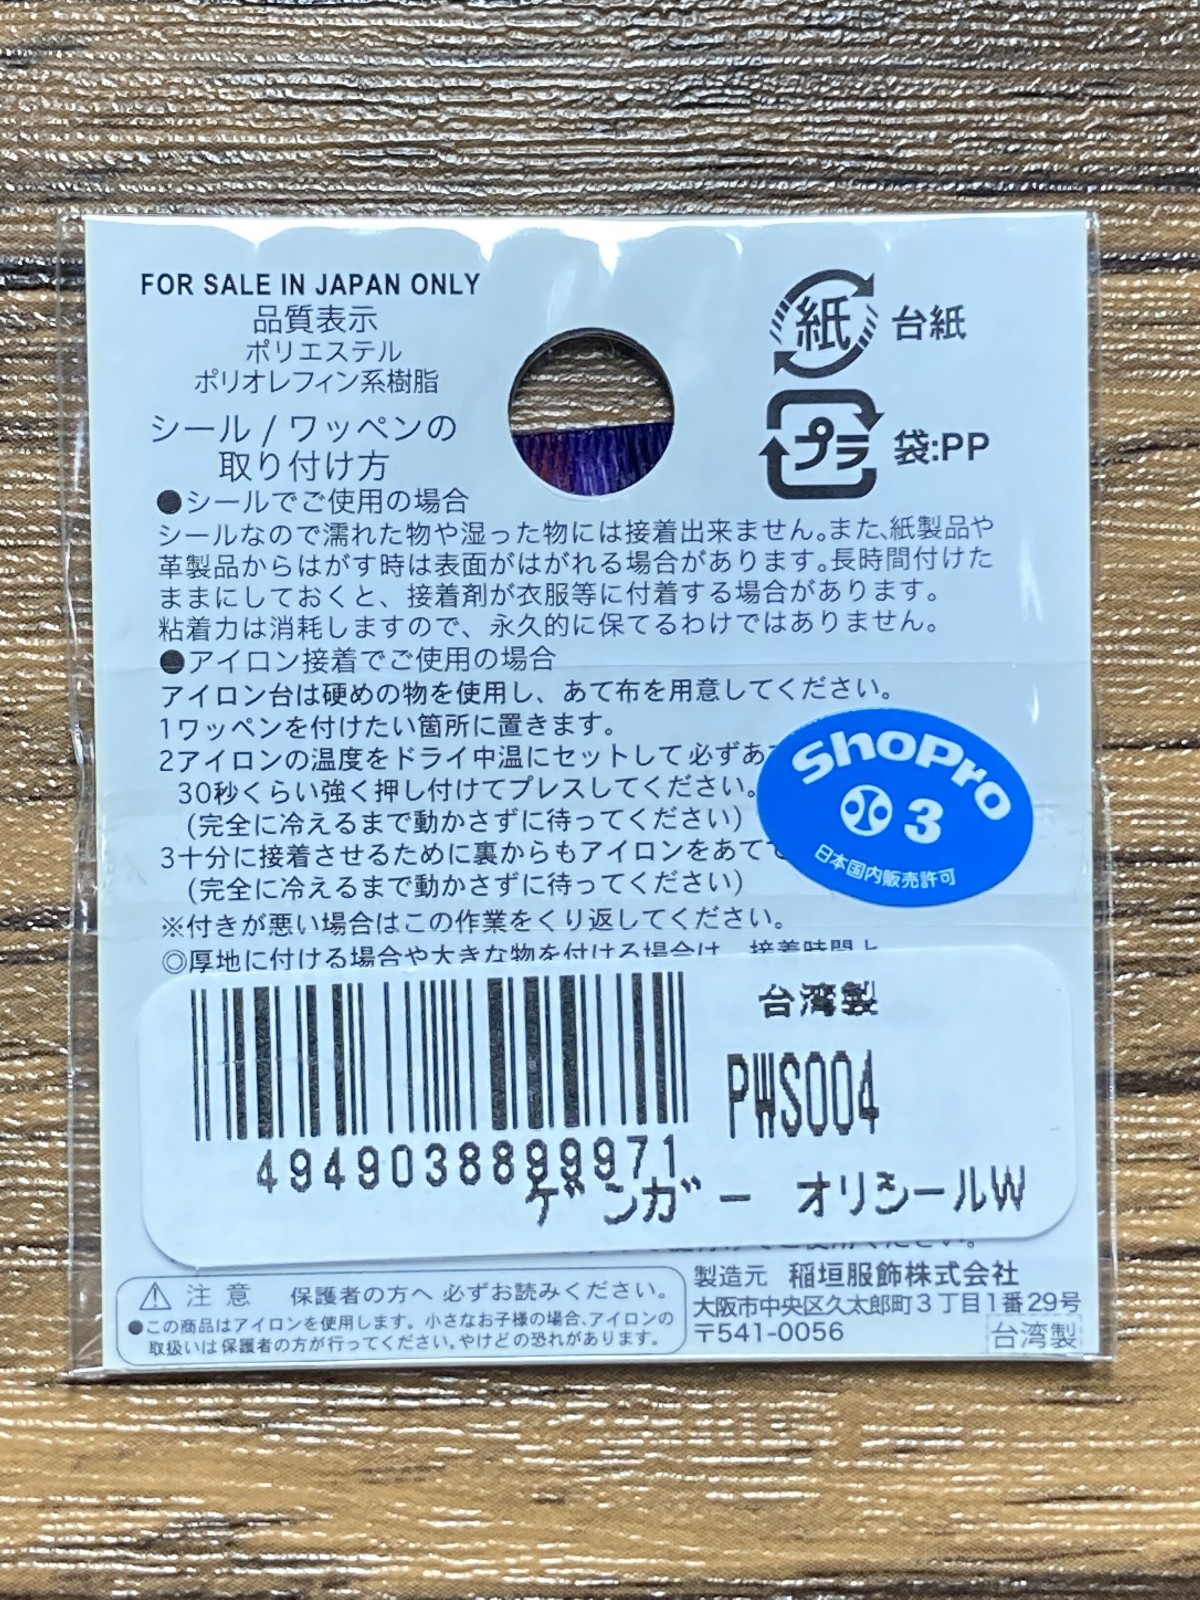 FOR SALE IN JAPAN ONLY
品質表示
ポリエステル
ポリオレフィン系樹脂
紙 台紙
プラ 袋:PP
シール / ワッペンの
取り付け方
●シールでご使用の場合
シールなので濡れた物や湿った物には接着出来ません。また、紙製品や
革製品からはがす時は表面がはがれる場合があります。長時間付けた
ままにしておくと、接着剤が衣服等に付着する場合があります。
粘着力は消耗しますので、永久的に保てるわけではありません。
●アイロン接着でご使用の場合
アイロン台は硬めの物を使用し、あて布を用意してください。
1ワッペンを付けたい箇所に置きます。
2アイロンの温度をドライ中温にセットして必ずあ
30秒くらい強く押し付けてプレスしてください。
(完全に冷えるまで動かさずに待ってください)
3十分に接着させるために裏からもアイロンをあてて
(完全に冷えるまで動かさずに待ってください)
※付きが悪い場合はこの作業をくり返してください。
◎厚地に付ける場合や大きな物を付ける場合は、接着時間
ShoPro
3
日本国内販売許可
台湾製
PWS004
4949038899971
ゲンガー オリシールW
⚠ 注意 保護者の方へ 必ずお読みください。
●この商品はアイロンを使用します。小さなお子様の場合、アイロンの
取扱いは保護者の方が行ってください。やけどの恐れがあります。
製造元 稲垣服飾株式会社
大阪市中央区久太郎町3丁目1番29号
〒541-0056
台湾製